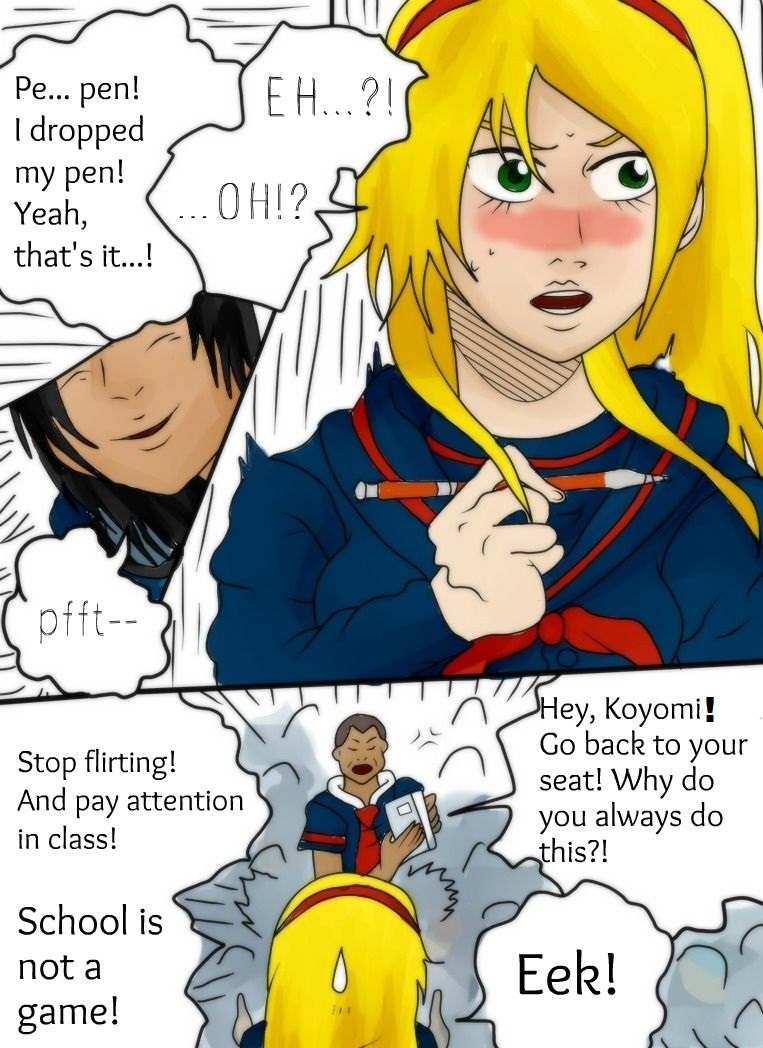 Pe... pen!
I dropped
my pen!
Yeah,
that's it...!
EH...?!
...OH!?
pfft--
Hey, Koyomi!
Go back to your
seat! Why do
you always do
this?!
Stop flirting!
And pay attention
in class!
School is
not a
game!
Eek!